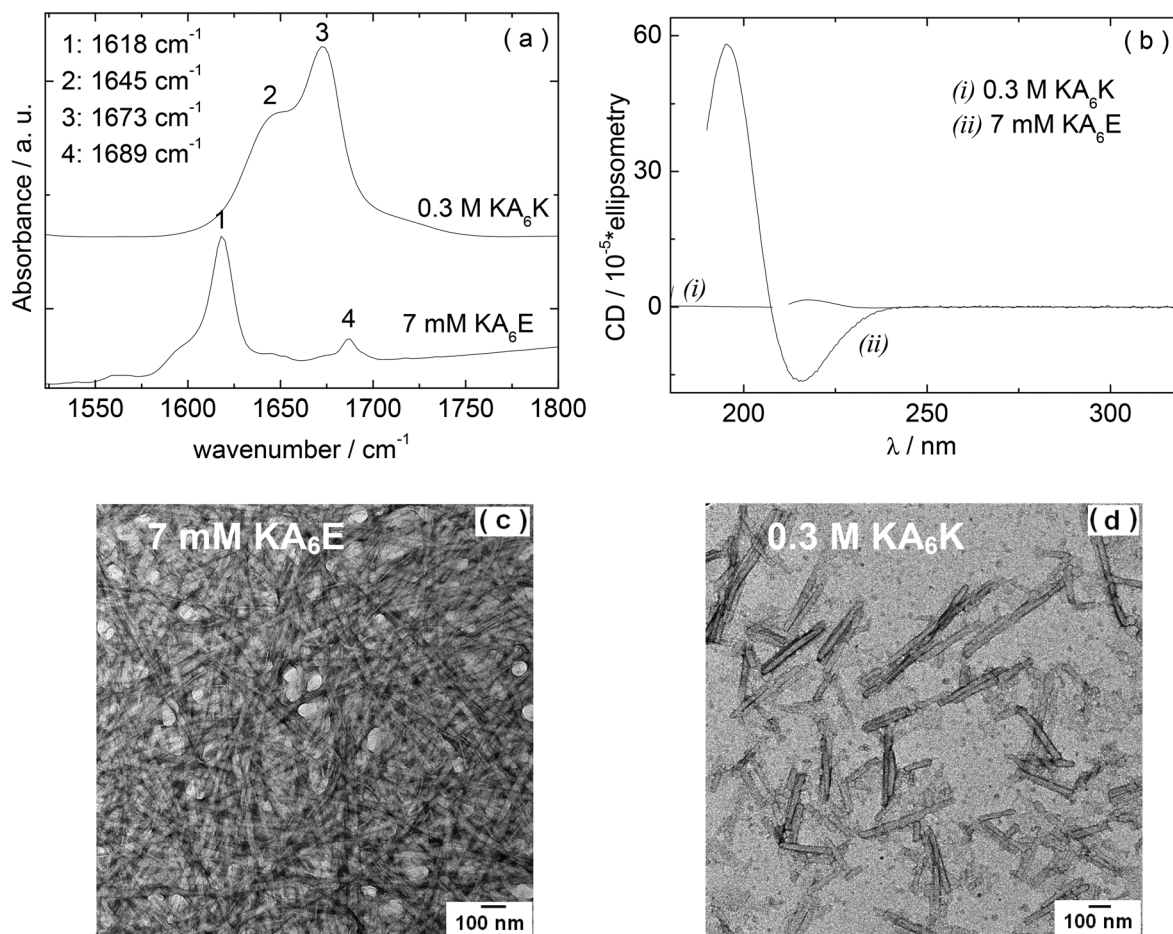 (a)
1: 1618 cm⁻¹
2: 1645 cm⁻¹
3: 1673 cm⁻¹
4: 1689 cm⁻¹
3
2
0.3 M KA₆K
1
4
7 mM KA₆E
Absorbance / a. u.
1550 1600 1650 1700 1750 1800
wavenumber / cm⁻¹
(b)
60
30
0
(i) 0.3 M KA₆K
(ii) 7 mM KA₆E
(i)
(ii)
CD / 10⁻⁵*ellipsometry
200 250 300
λ / nm
(c)
7 mM KA₆E
100 nm
(d)
0.3 M KA₆K
100 nm